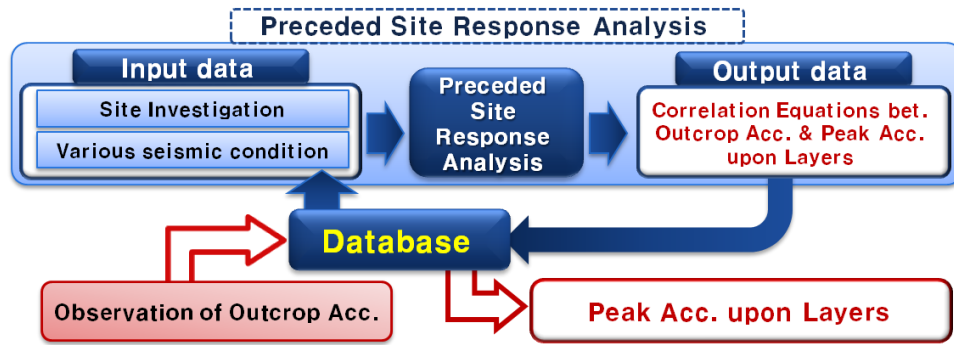 Preceded Site Response Analysis
Input data
Site Investigation
Various seismic condition
Preceded
Site
Response
Analysis
Output data
Correlation Equations bet.
Outcrop Acc. & Peak Acc.
upon Layers
Database
Observation of Outcrop Acc.
Peak Acc. upon Layers